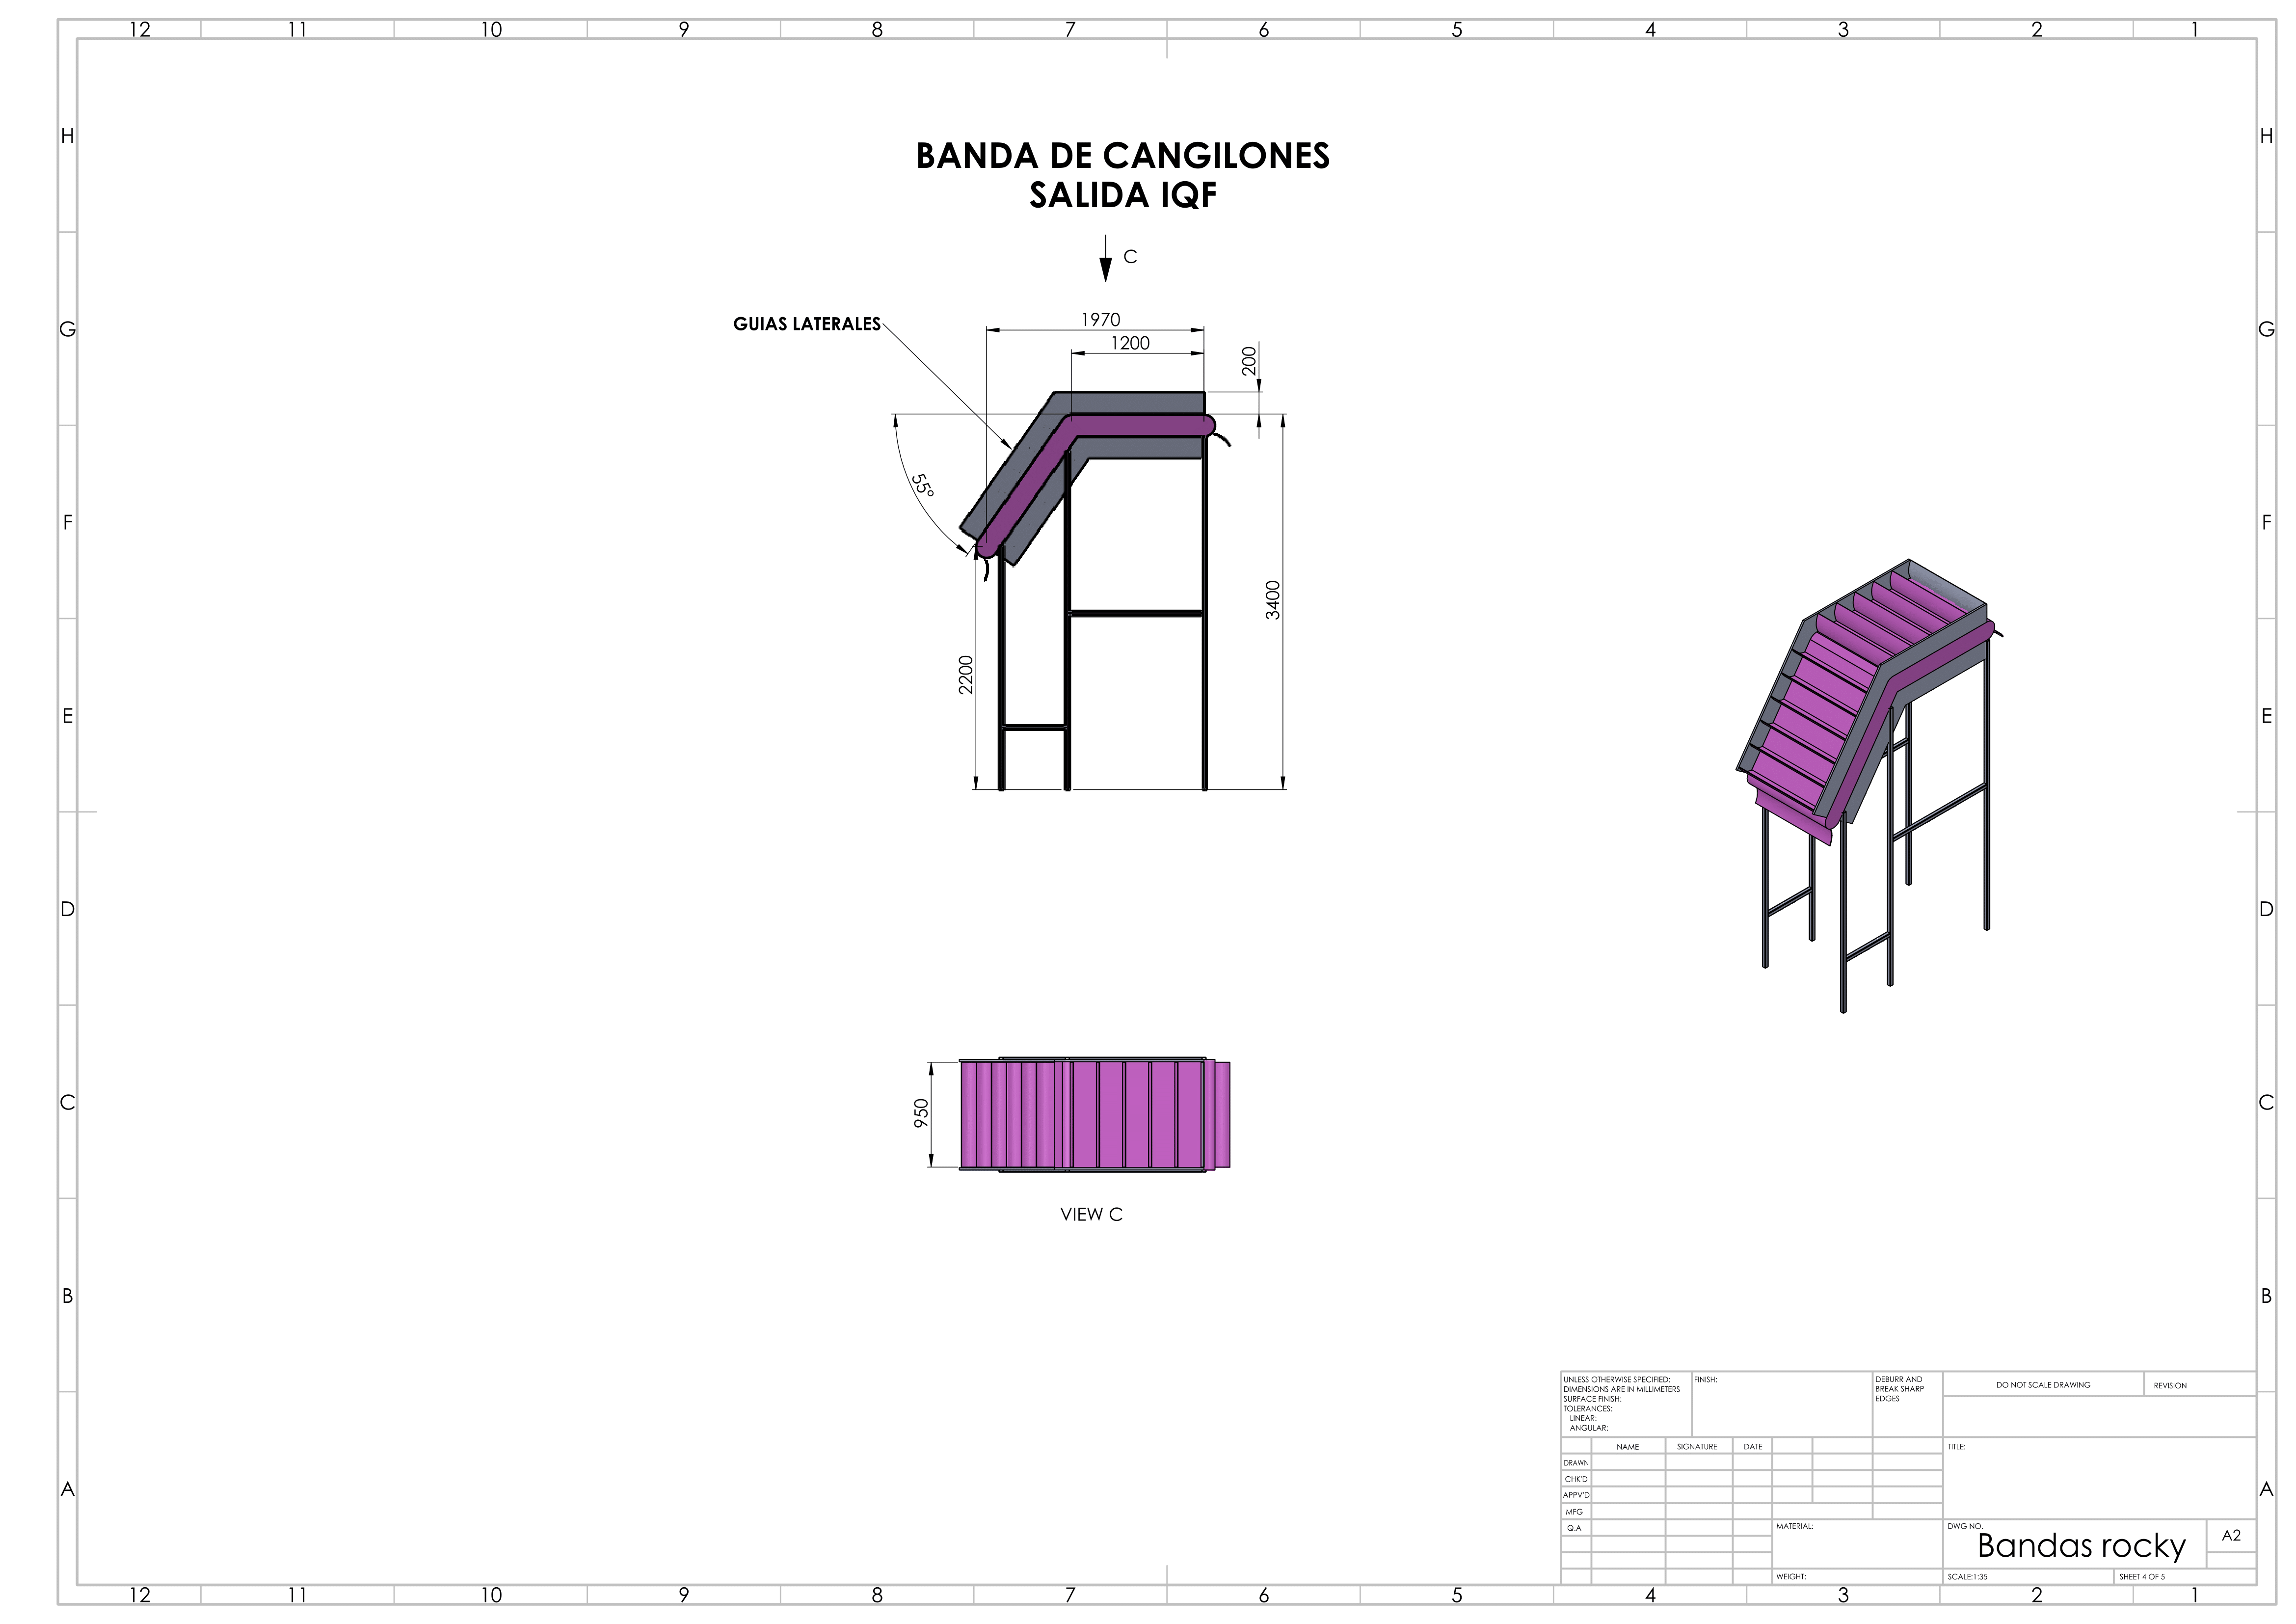 12 11 10 9 8 7 6 5 4 3 2 1
H H
BANDA DE CANGILONES
SALIDA IQF
C
G G
GUIAS LATERALES
1970
1200
200
55°
F F
3400
2200
E E
D D
C C
950
VIEW C
B B
UNLESS OTHERWISE SPECIFIED:
DIMENSIONS ARE IN MILLIMETERS
SURFACE FINISH:
TOLERANCES:
LINEAR:
ANGULAR:
FINISH:
DEBURR AND
BREAK SHARP
EDGES
DO NOT SCALE DRAWING
REVISION
NAME SIGNATURE DATE
TITLE:
DRAWN
CHK'D
APPV'D
MFG
Q.A
A A
MATERIAL:
DWG NO.
Bandas rocky
A2
WEIGHT:
SCALE:1:35
SHEET 4 OF 5
12 11 10 9 8 7 6 5 4 3 2 1